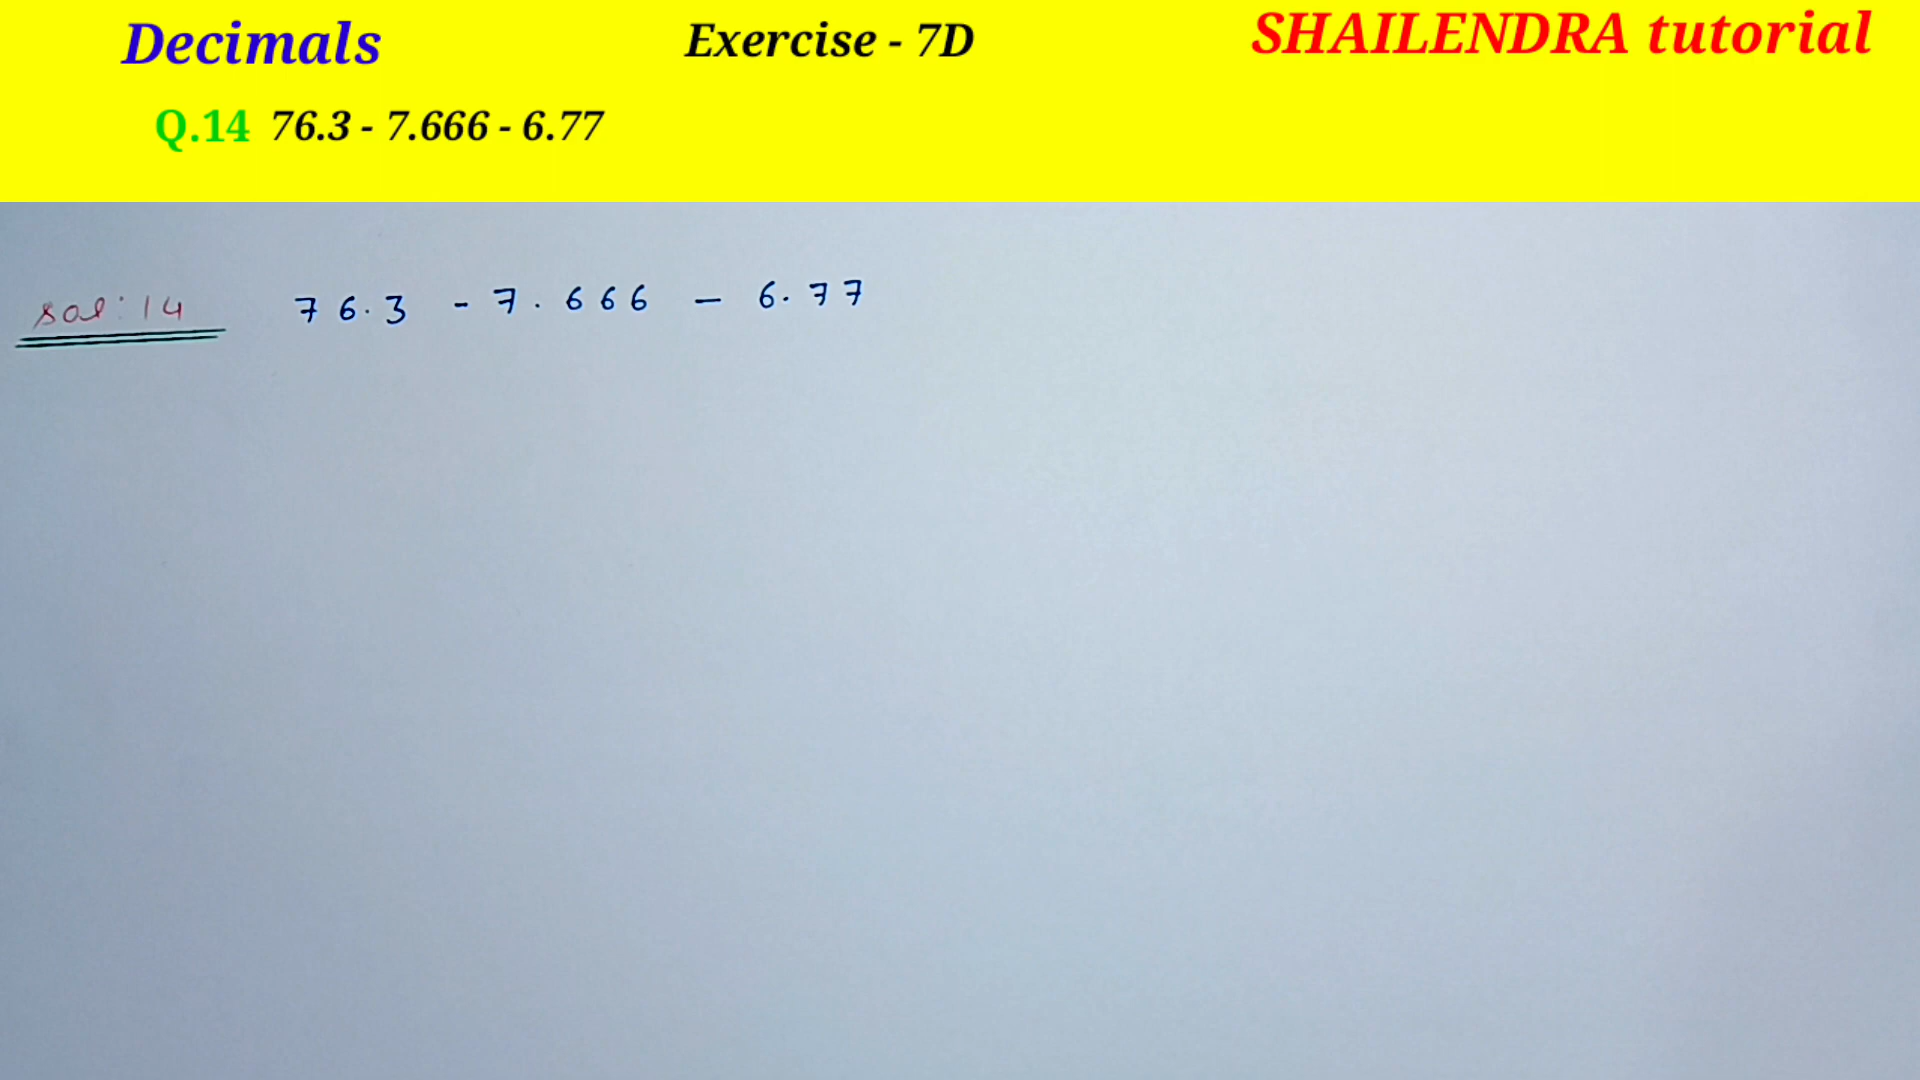 Decimals Exercise - 7D SHAILENDRA tutorial
Q.14 76.3 - 7.666 - 6.77
sol: 14 76.3 - 7.666 - 6.77